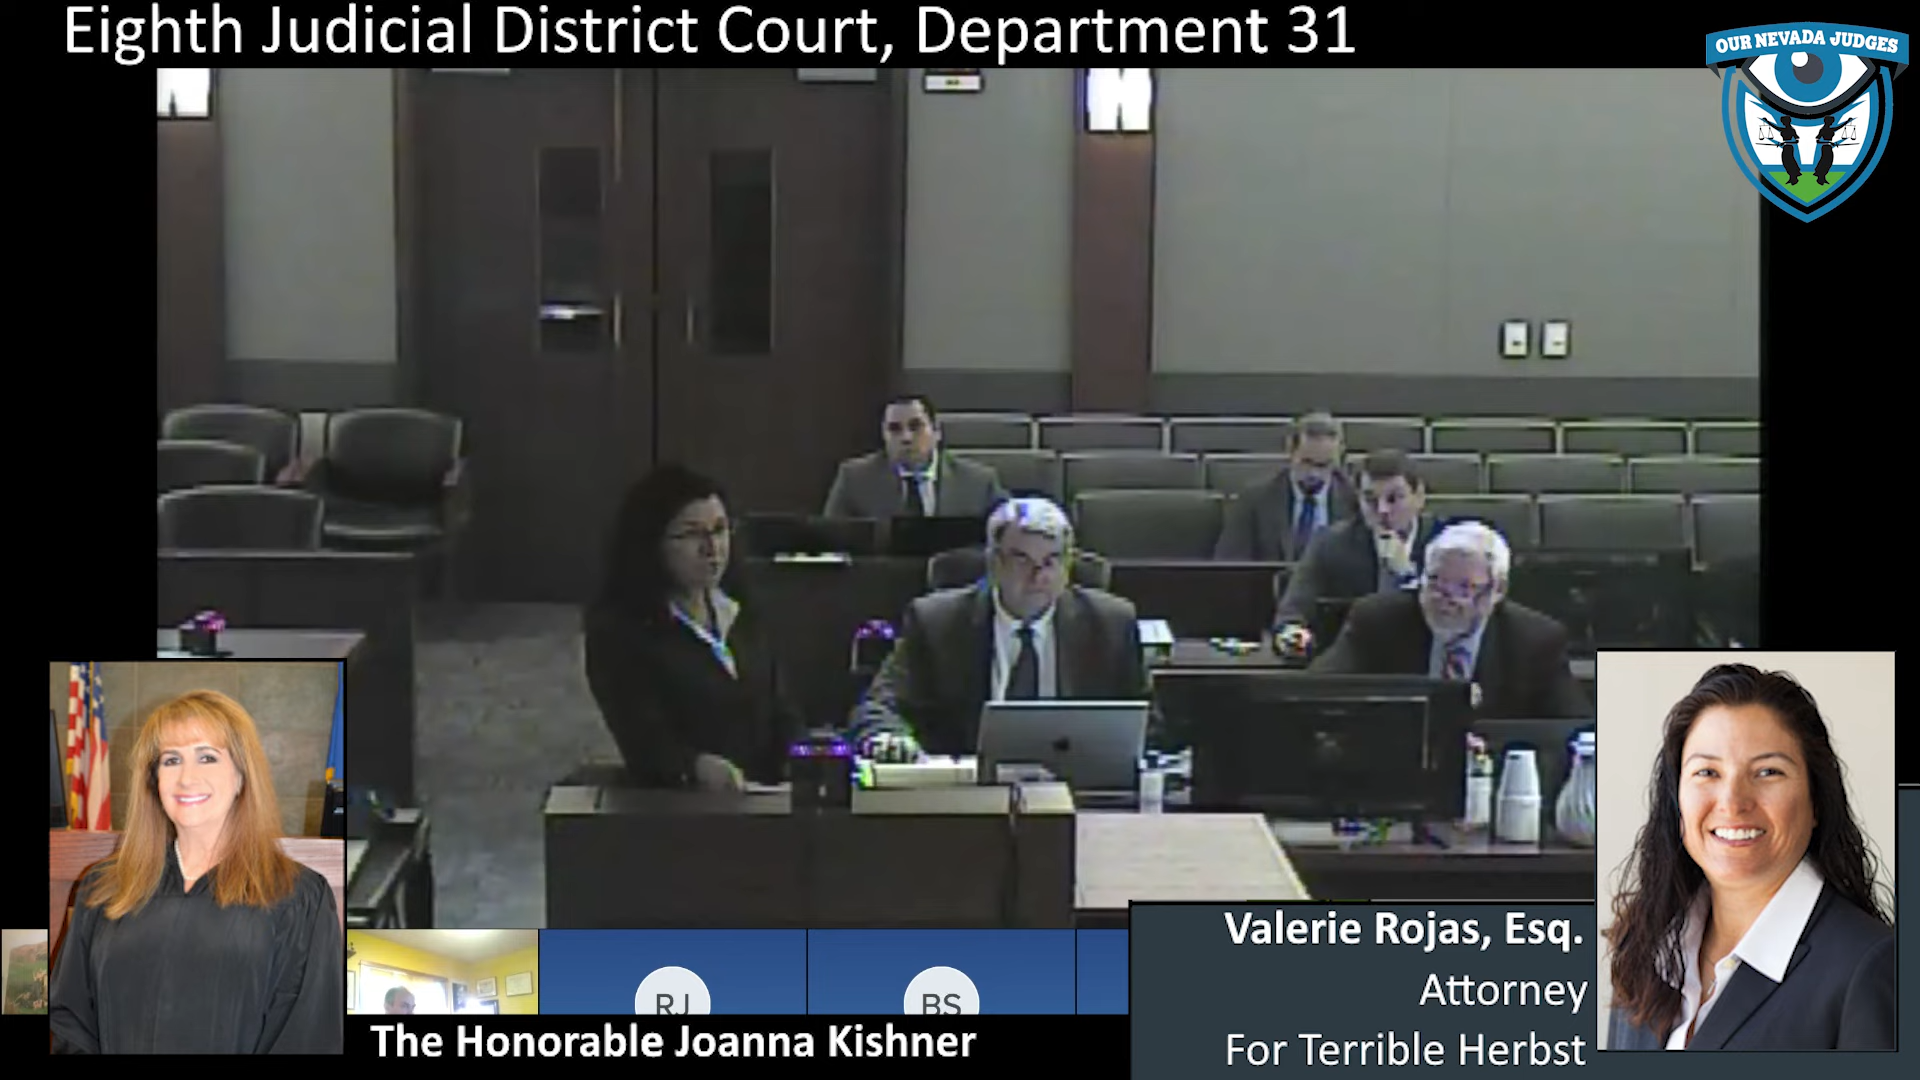 Eighth Judicial District Court, Department 31
OUR NEVADA JUDGES
RJ
BS
Valerie Rojas, Esq.
Attorney
For Terrible Herbst
The Honorable Joanna Kishner